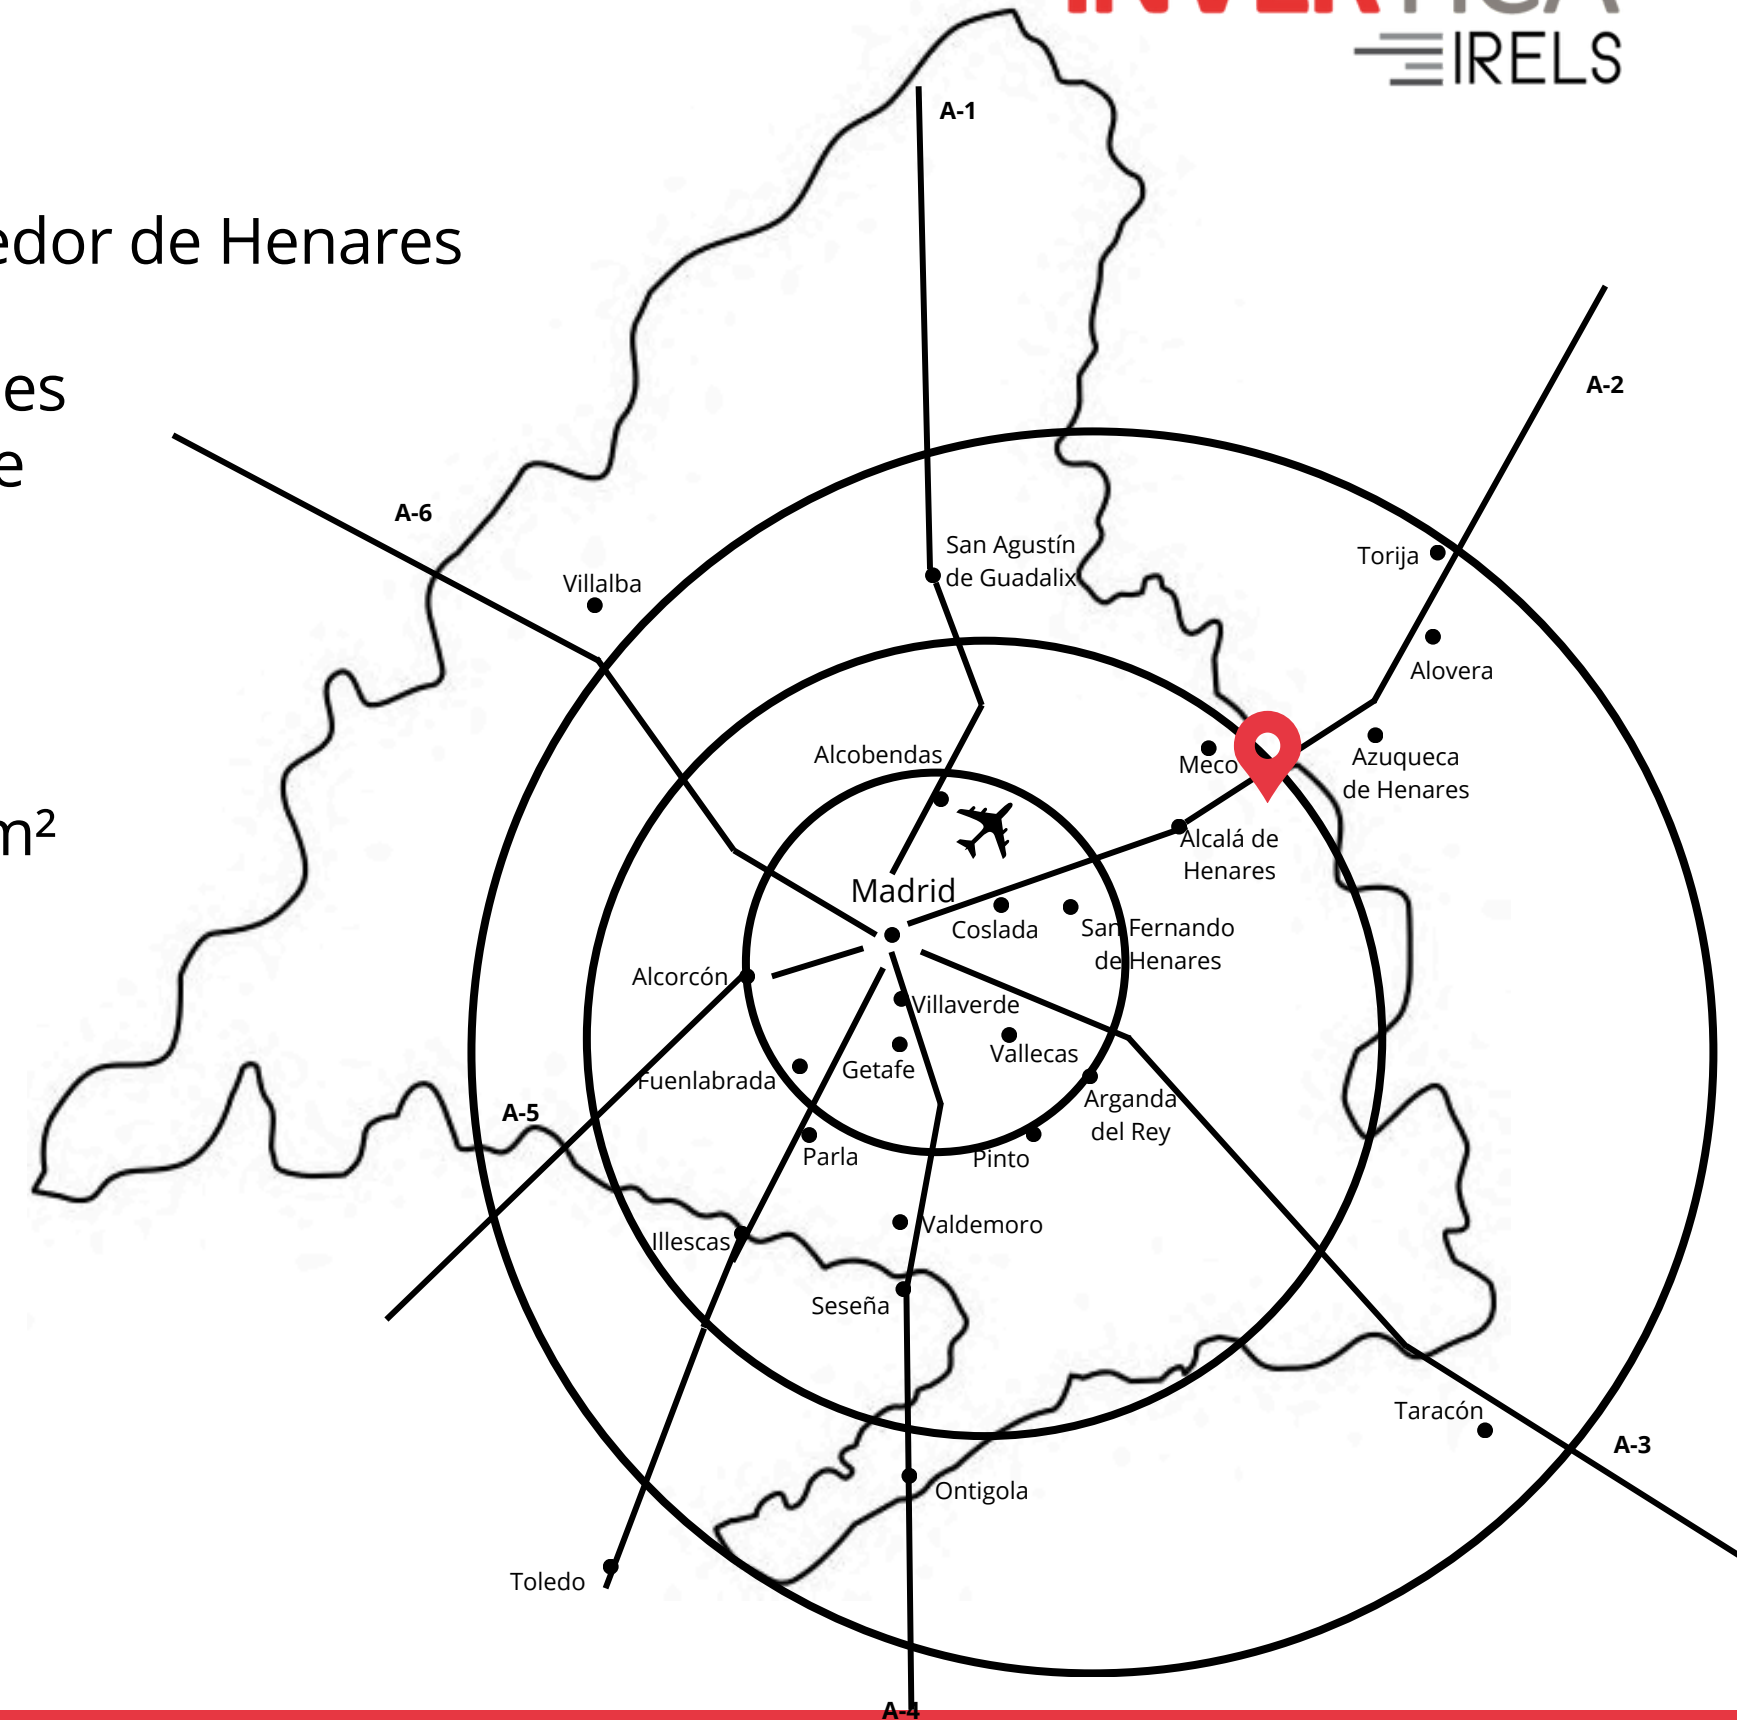 IRELS
A-1
edor de Henares
A-2
es
e
A-6
San Agustín
de Guadalix
Torija
Villalba
Alovera
Alcobendas
Meco
Azuqueca
de Henares
m²
Alcalá de
Henares
Madrid
Coslada
San Fernando
de Henares
Alcorcón
Villaverde
Vallecas
Getafe
Fuenlabrada
Arganda
del Rey
A-5
Parla
Pinto
Valdemoro
Illescas
Seseña
Taracón
A-3
Ontigola
Toledo
A-4